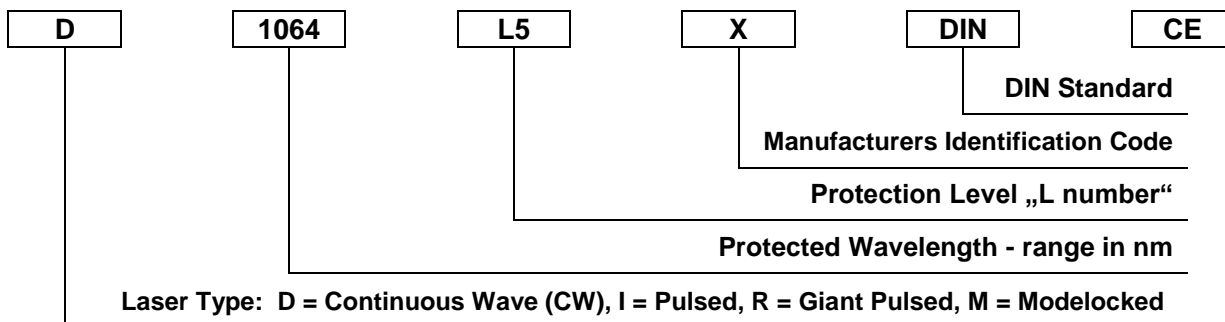 D 1064 L5 X DIN CE
DIN Standard
Manufacturers Identification Code
Protection Level „L number“
Protected Wavelength - range in nm
Laser Type: D = Continuous Wave (CW), I = Pulsed, R = Giant Pulsed, M = Modelocked